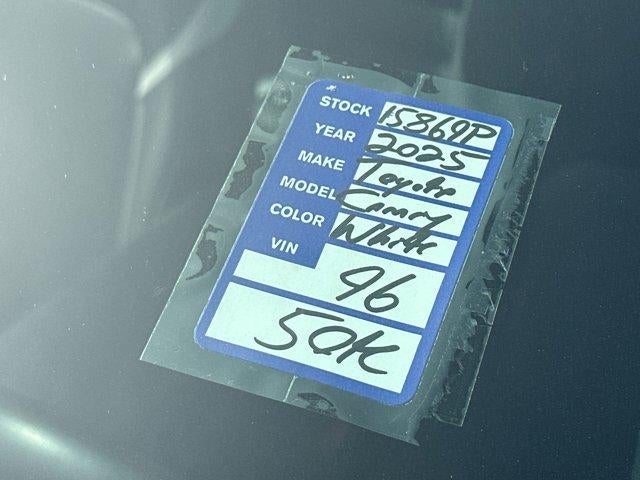 STOCK 15869P
YEAR 2025
MAKE Toyota
MODEL Camry
COLOR White
VIN 96
50K